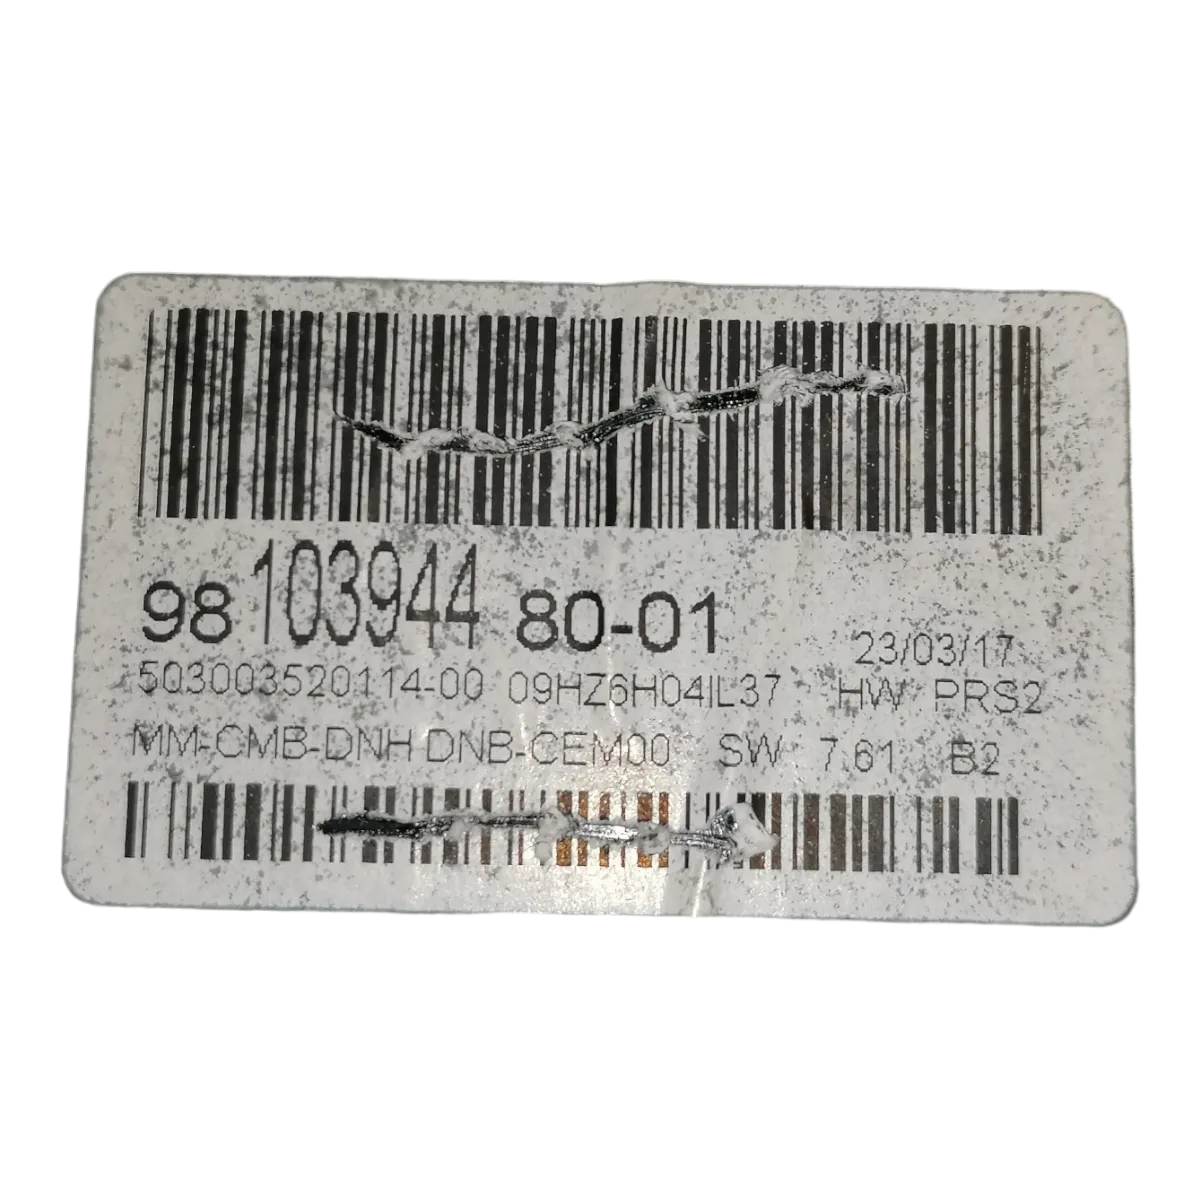 98 103944 80-01
23/03/17
503003520114-00 09HZ6H04IL37 HW PRS2
MM-CMB-DNH DNB-CEM00 SW 7.61 B2